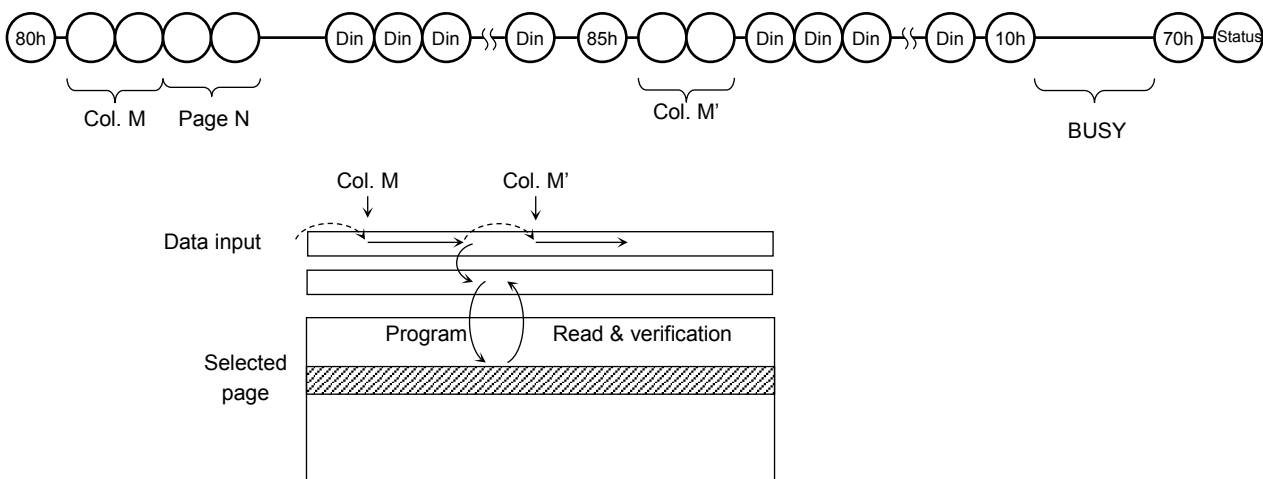 80h Din Din Din Din 85h Din Din Din Din 10h 70h Status
Col. M Page N Col. M’ BUSY
Col. M Col. M’
Data input
Program Read & verification
Selected
page